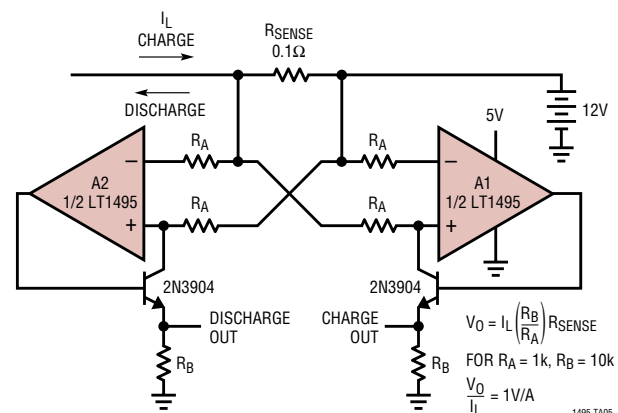 I_L
CHARGE
R_SENSE
0.1Ω
DISCHARGE
12V
5V
R_A
R_A
−
A2
1/2 LT1495
+
R_A
R_A
−
A1
1/2 LT1495
+
2N3904
2N3904
DISCHARGE
OUT
CHARGE
OUT
R_B
R_B
V_O = I_L (R_B/R_A) R_SENSE
FOR R_A = 1k, R_B = 10k
V_O/I_L = 1V/A
1495 TA05